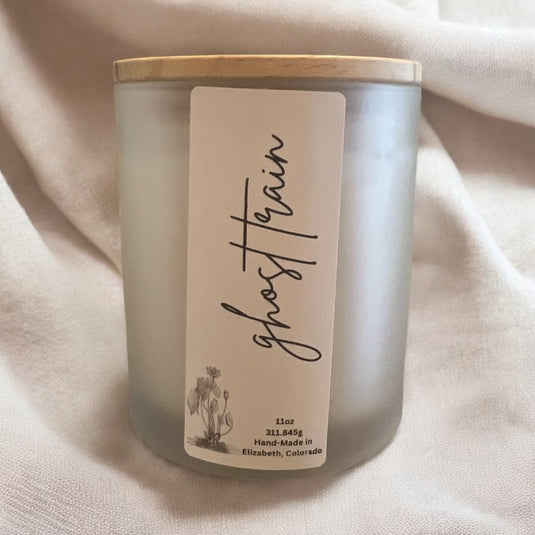 ghost train
11oz
311.845g
Hand-Made in
Elizabeth, Colorado